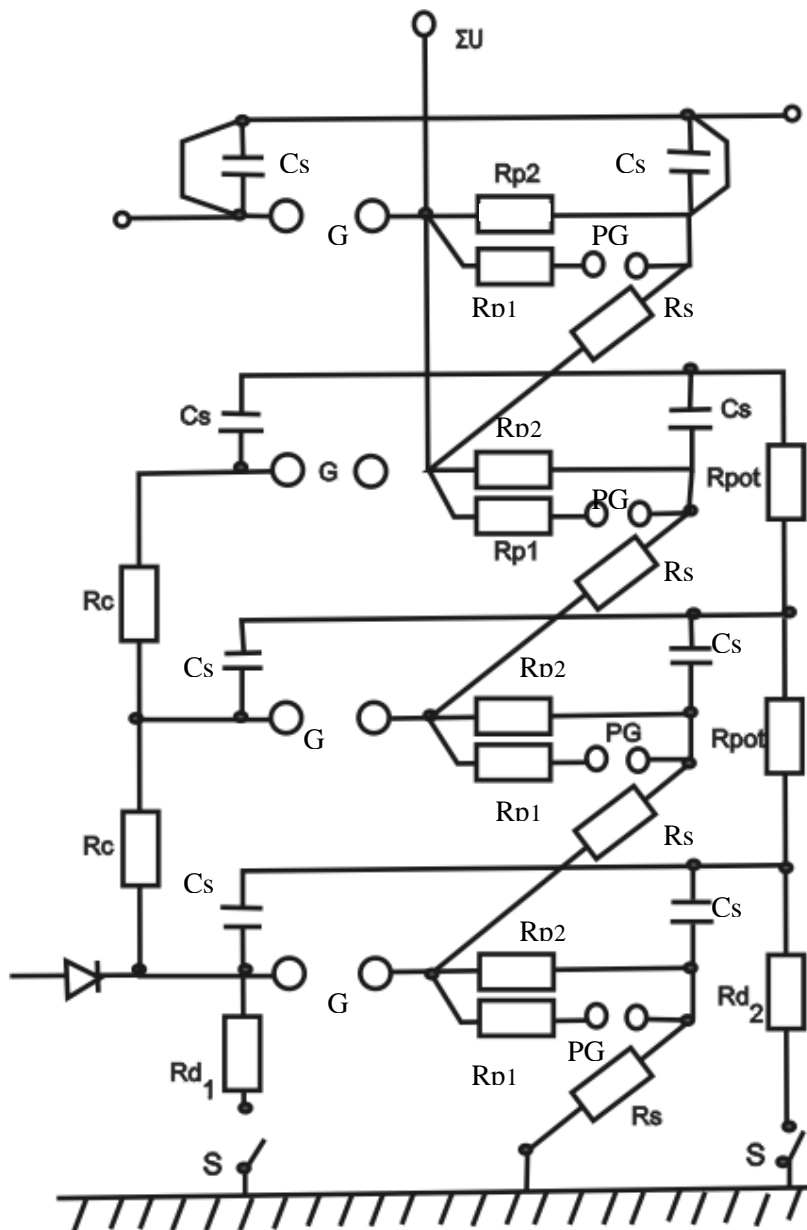 ΣU
Cs Rp2 Cs
G PG
Rp1 Rs
Cs Rp2 Cs
G PG Rpot
Rp1
Rc Rs
Cs Rp2 Cs
G PG Rpot
Rp1
Rc Rs
Cs Rp2 Cs
G Rd2
Rd1 Rp1 PG
Rs
S S